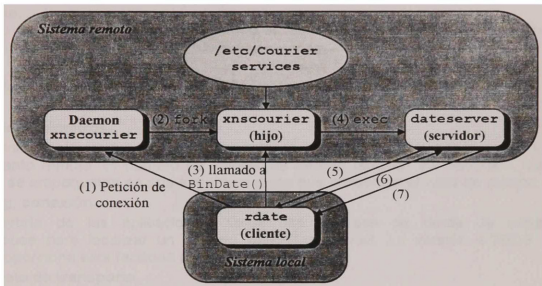 Sistema remoto
/etc/Courier
services
Daemon
xnscourier
(2) fork
xnscourier
(hijo)
(4) exec
dateserver
(servidor)
(1) Petición de
conexión
(3) llamado a
BinDate()
(5)
(6)
(7)
rdate
(cliente)
Sistema local